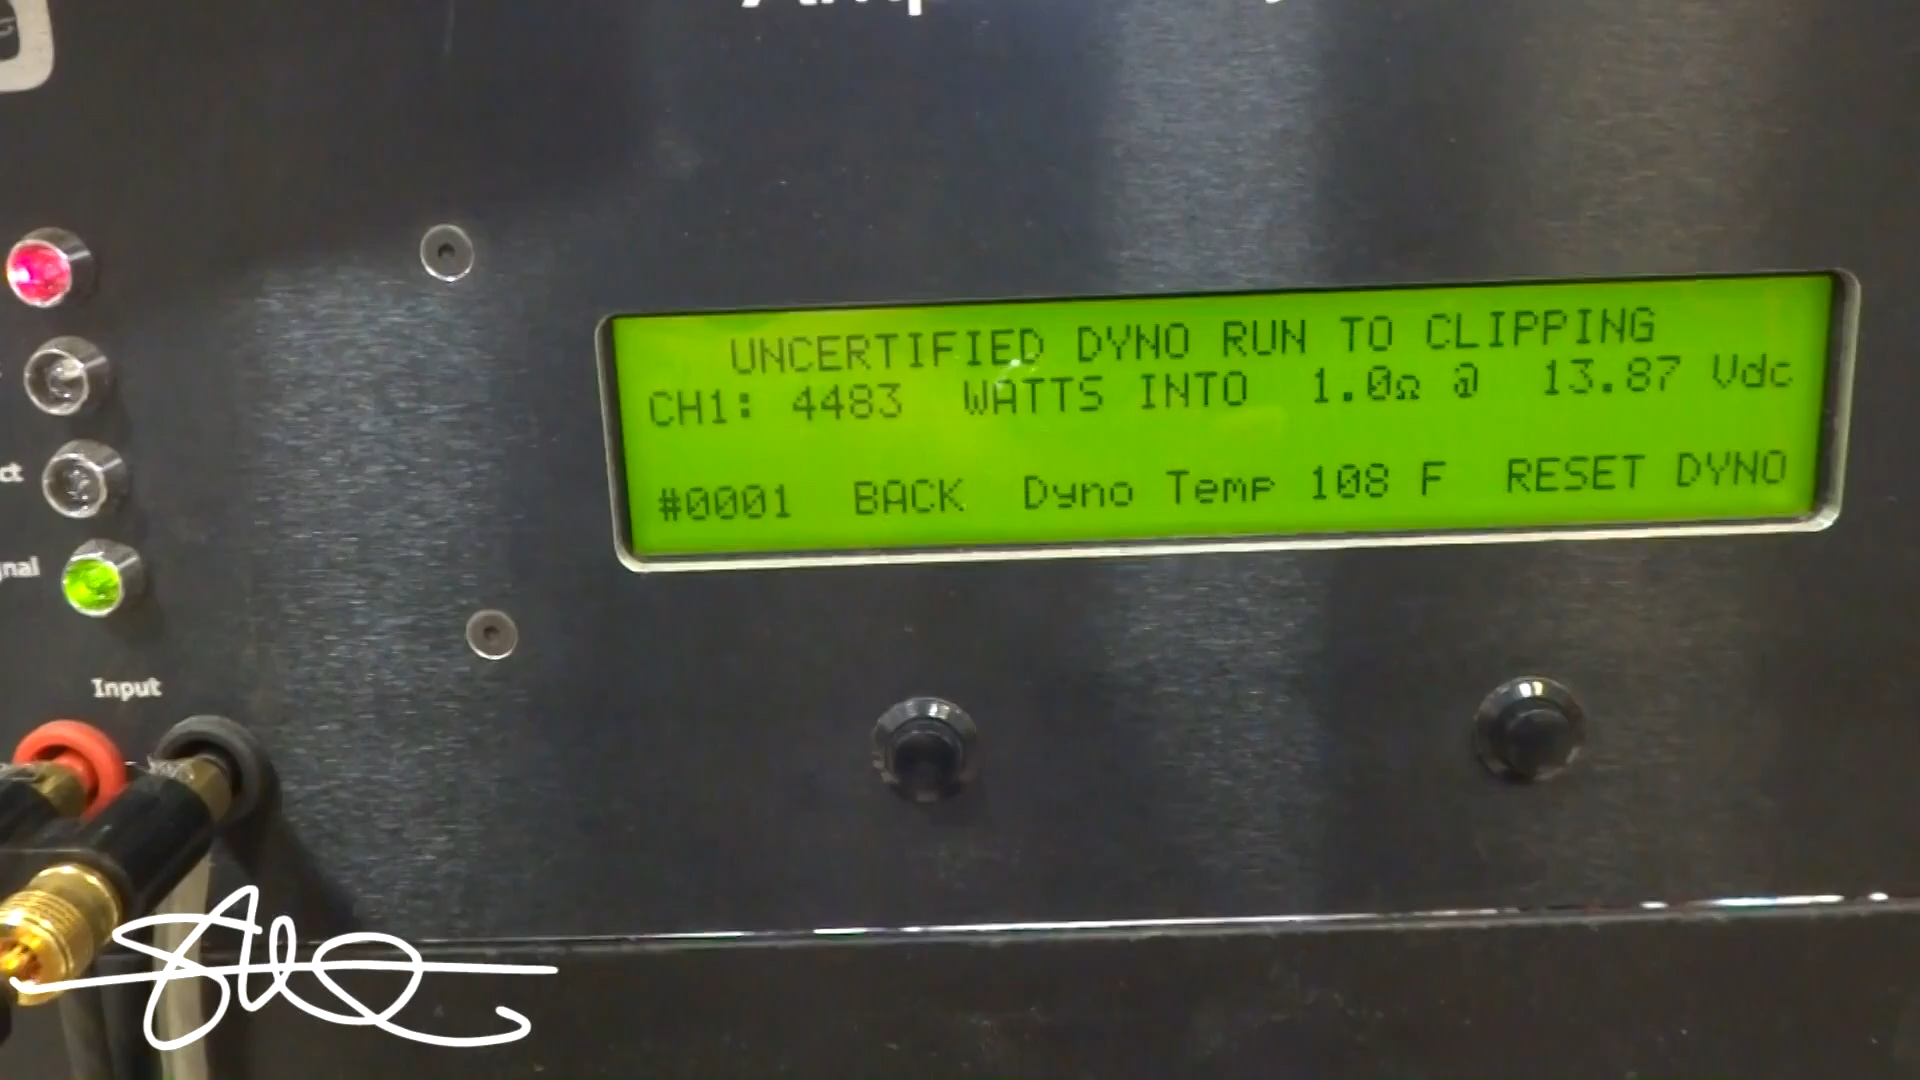 UNCERTIFIED DYNO RUN TO CLIPPING
CH1: 4483 WATTS INTO 1.0Ω @ 13.87 Vdc
#0001 BACK Dyno Temp 108 F RESET DYNO
Input